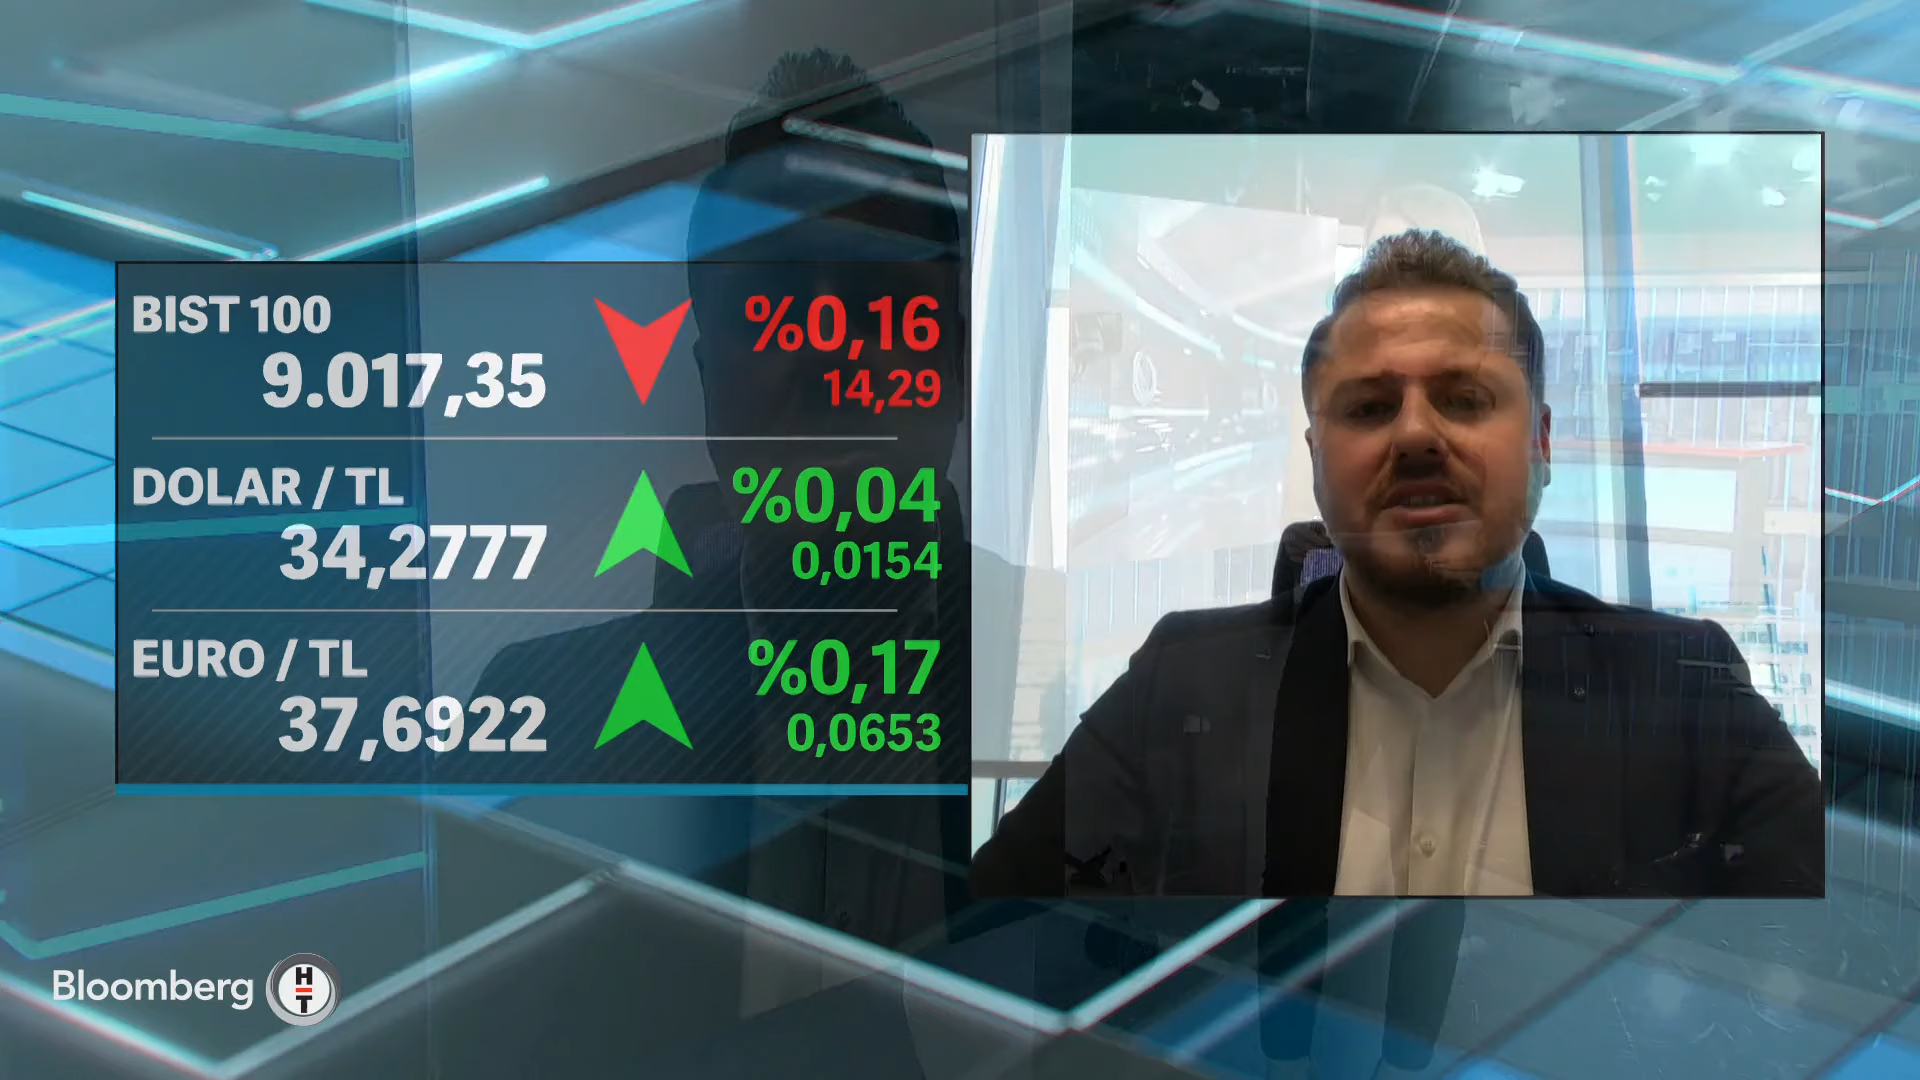 BIST 100
9.017,35
%0,16
14,29
DOLAR / TL
34,2777
%0,04
0,0154
EURO / TL
37,6922
%0,17
0,0653
Bloomberg HT